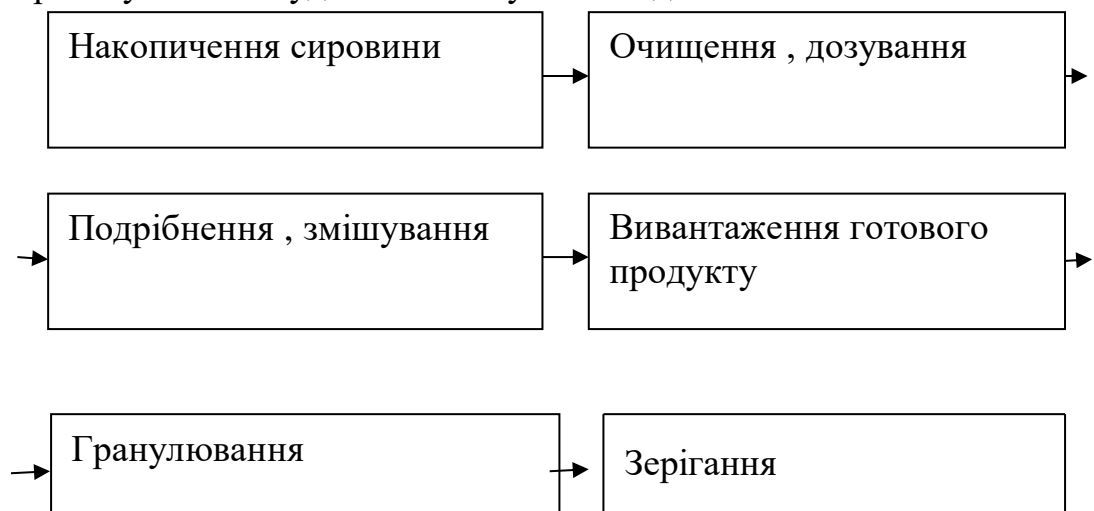 Накопичення сировини
Очищення , дозування
Подрібнення , змішування
Вивантаження готового
продукту
Гранулювання
Зерігання